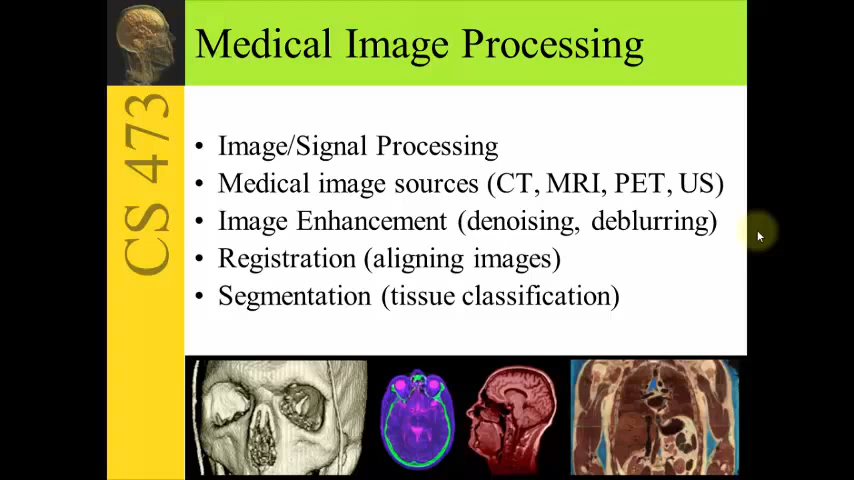 Medical Image Processing
CS 473
• Image/Signal Processing
• Medical image sources (CT, MRI, PET, US)
• Image Enhancement (denoising, deblurring)
• Registration (aligning images)
• Segmentation (tissue classification)